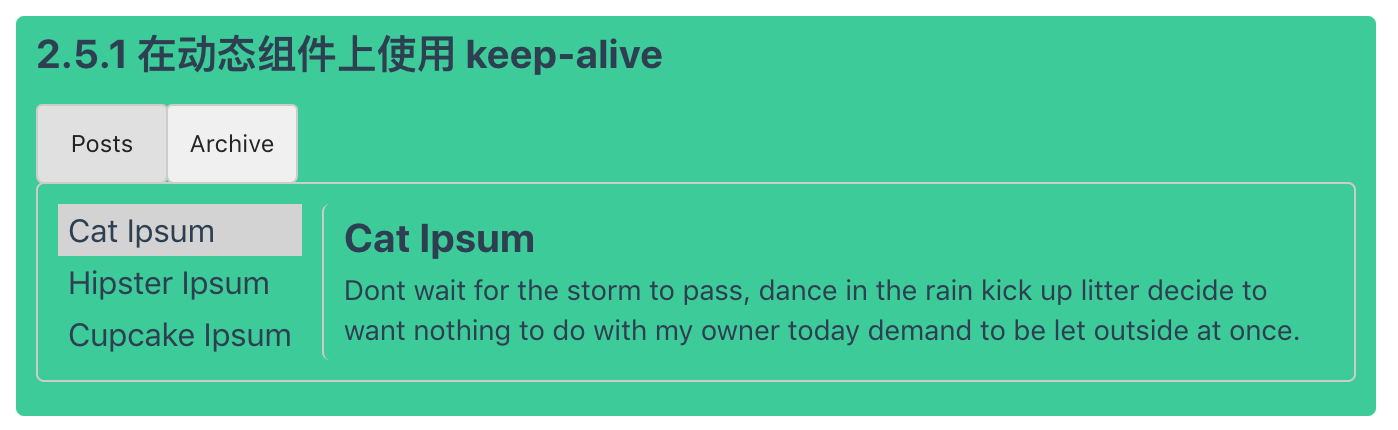 2.5.1 在动态组件上使用 keep-alive
Posts
Archive
Cat Ipsum
Hipster Ipsum
Cupcake Ipsum
Cat Ipsum
Dont wait for the storm to pass, dance in the rain kick up litter decide to
want nothing to do with my owner today demand to be let outside at once.